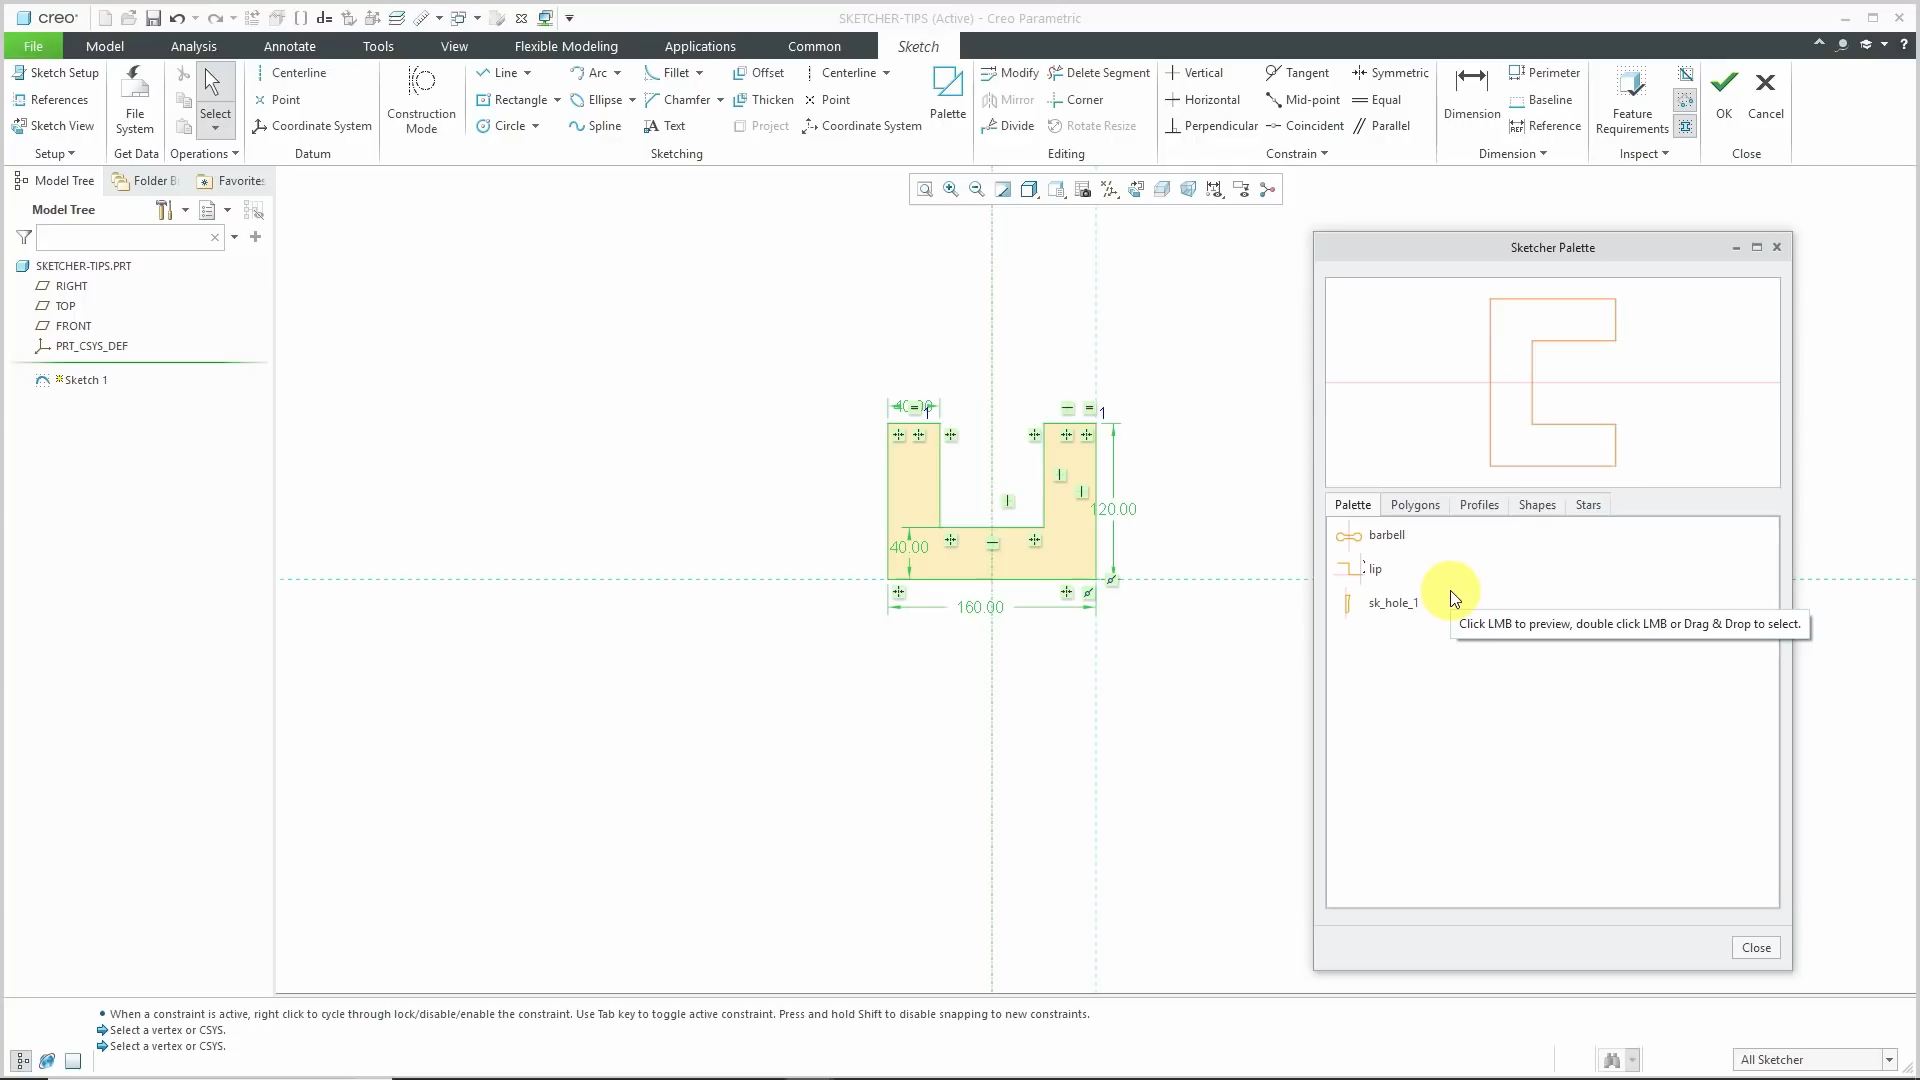 creo
SKETCHER-TIPS (Active) - Creo Parametric
File
Model
Analysis
Annotate
Tools
View
Flexible Modeling
Applications
Common
Sketch
Sketch Setup
References
Sketch View
Setup
File System
Get Data
Select
Operations
Centerline
Point
Coordinate System
Datum
Construction Mode
Line
Rectangle
Circle
Arc
Ellipse
Spline
Fillet
Chamfer
Text
Offset
Thicken
Project
Centerline
Point
Coordinate System
Palette
Sketching
Modify
Mirror
Divide
Delete Segment
Corner
Rotate Resize
Editing
Vertical
Horizontal
Perpendicular
Tangent
Mid-point
Coincident
Symmetric
Equal
Parallel
Constrain
Dimension
Perimeter
Baseline
Reference
Dimension
Feature Requirements
Inspect
OK
Cancel
Close
Model Tree
Folder B
Favorites
Model Tree
SKETCHER-TIPS.PRT
RIGHT
TOP
FRONT
PRT_CSYS_DEF
Sketch 1
1
1
120.00
40.00
160.00
Sketcher Palette
Palette
Polygons
Profiles
Shapes
Stars
barbell
lip
sk_hole_1
Click LMB to preview, double click LMB or Drag & Drop to select.
Close
When a constraint is active, right click to cycle through lock/disable/enable the constraint. Use Tab key to toggle active constraint. Press and hold Shift to disable snapping to new constraints.
Select a vertex or CSYS.
Select a vertex or CSYS.
All Sketcher